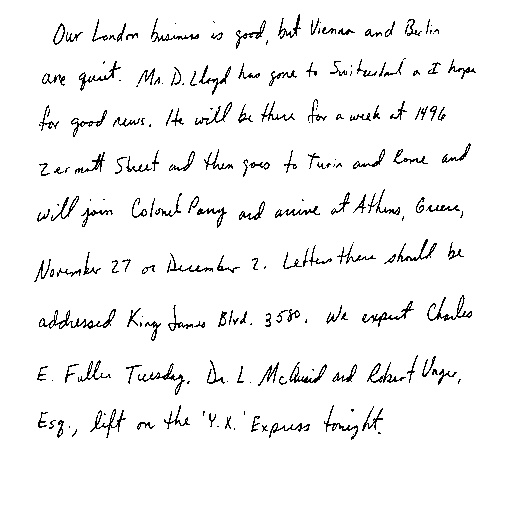 Our London business is good, but Vienna and Berlin
are quiet. Mr. D. Lloyd has gone to Switzerland a I hope
for good news. He will be there for a week at 1496
Zermatt Street and then goes to Turin and Rome and
will join Colonel Parry and arrive at Athens, Greece,
November 27 or December 2. Letters there should be
addressed King James Blvd. 3580. We expect Charles
E. Fuller Tuesday. Dr. L. McQuaid and Robert Unger,
Esq., lift on the 'Y.X.' Express tonight.